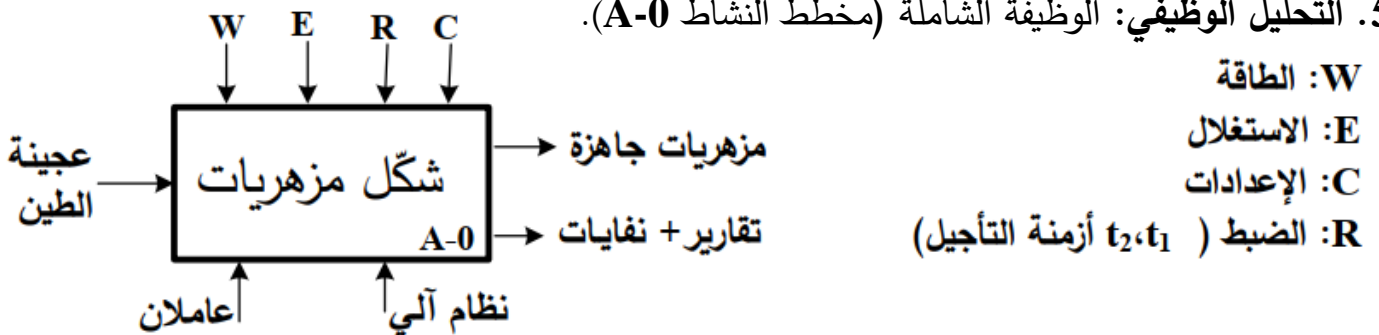 5. التحليل الوظيفي: الوظيفة الشاملة (مخطط النشاط A-0).
W E R C
W: الطاقة
E: الاستغلال
C: الإعدادات
R: الضبط ( t₂،t₁ أزمنة التأجيل)
عجينة
الطين
شكّل مزهريات
A-0
مزهريات جاهزة
تقارير+ نفايات
عاملان
نظام آلي